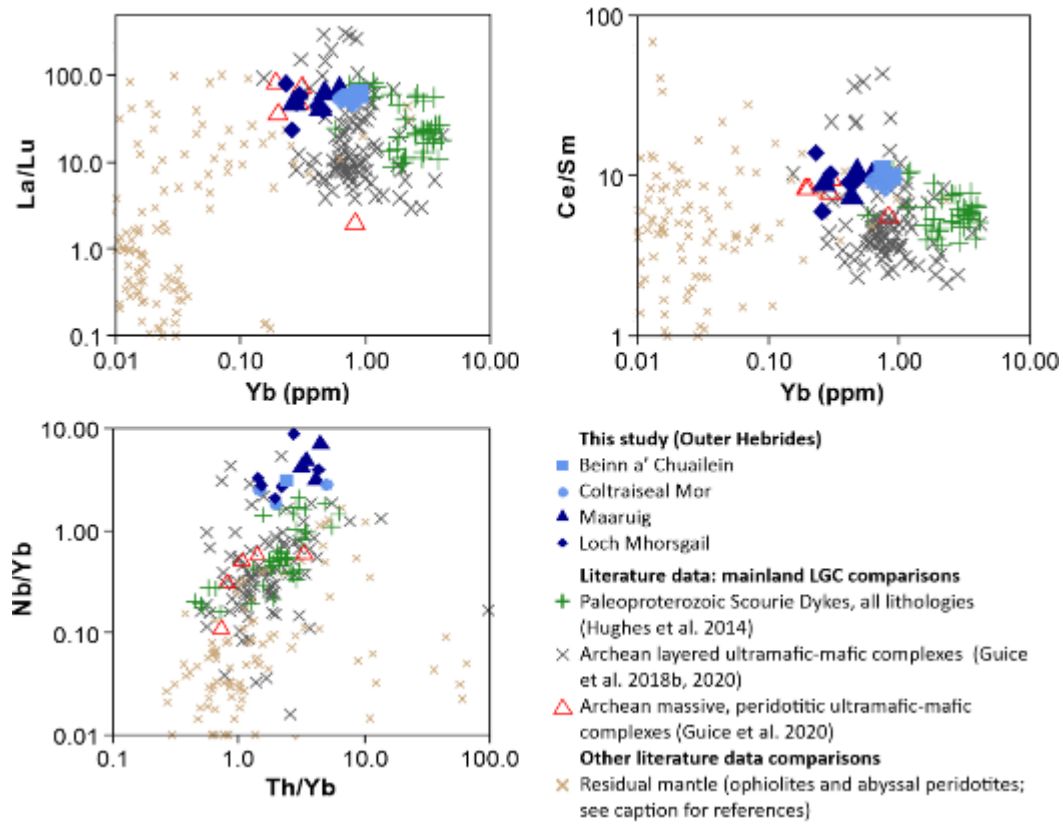 100.0
10.0
1.0
0.1
La/Lu
0.01
0.10
1.00
10.00
Yb (ppm)
100
10
1
Ce/Sm
0.01
0.10
1.00
10.00
Yb (ppm)
10.00
1.00
0.10
0.01
Nb/Yb
0.1
1.0
10.0
100.0
Th/Yb
This study (Outer Hebrides)
Beinn a' Chuailein
Coltraiseal Mor
Maaruig
Loch Mhorsgail
Literature data: mainland LGC comparisons
Paleoproterozoic Scourie Dykes, all lithologies
(Hughes et al. 2014)
Archean layered ultramafic-mafic complexes (Guice
et al. 2018b, 2020)
Archean massive, peridotitic ultramafic-mafic
complexes (Guice et al. 2020)
Other literature data comparisons
Residual mantle (ophiolites and abyssal peridotites;
see caption for references)